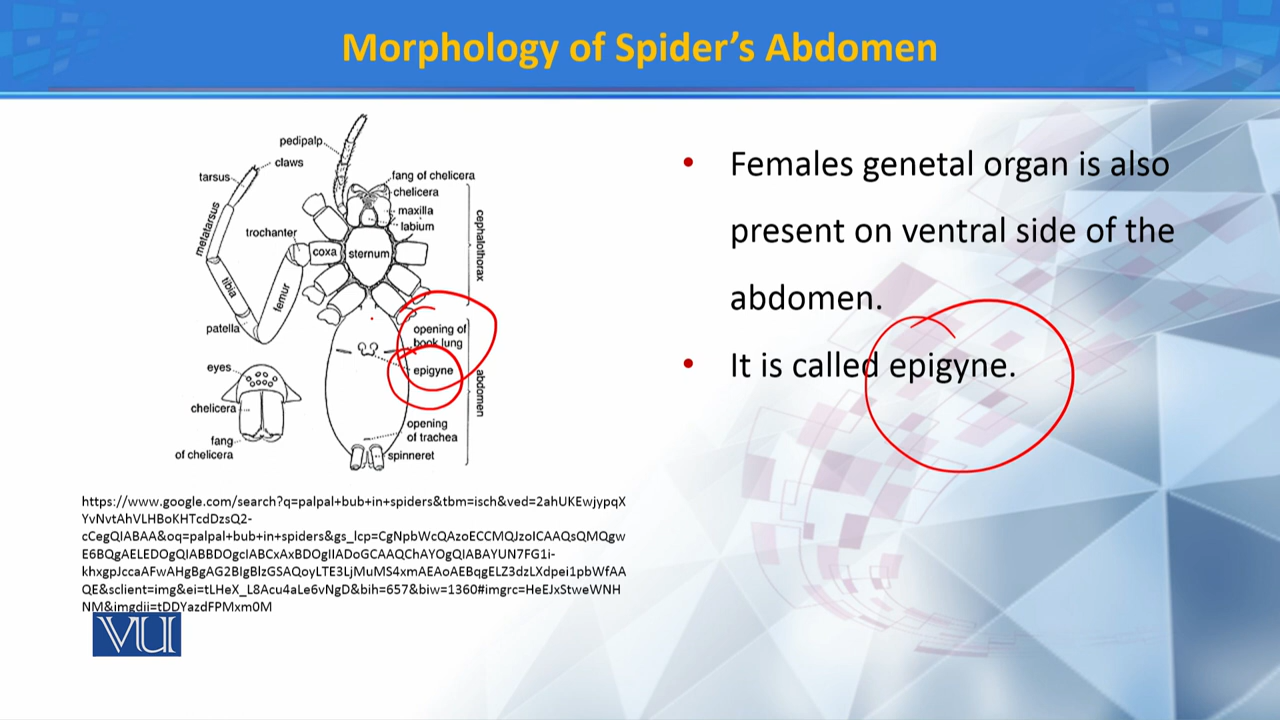 Morphology of Spider’s Abdomen
pedipalp
claws
tarsus
fang of chelicera
chelicera
maxilla
labium
metatarsus
trochanter
coxa
sternum
cephalothorax
tibia
femur
patella
opening of
book lung
eyes
epigyne
abdomen
chelicera
opening
of trachea
fang
of chelicera
spinneret
• Females genetal organ is also
present on ventral side of the
abdomen.
• It is called epigyne.
https://www.google.com/search?q=palpal+bub+in+spiders&tbm=isch&ved=2ahUKEwjypqX
YvNvtAhVLHBoKHTcdDzsQ2-
cCegQIABAA&oq=palpal+bub+in+spiders&gs_lcp=CgNpbWcQAzoECCMQJzoICAAQsQMQgw
E6BQgAELEDOgQIABBDOgcIABCxAxBDOgIIADoGCAAQChAYOgQIABAYUN7FG1i-
khxgpJccaAFwAHgBgAG2BIgBlzGSAQoyLTE3LjMuMS4xmAEAoAEBqgELZ3dzLXdpei1pbWfAA
QE&sclient=img&ei=tLHeX_L8Acu4aLe6vNgD&bih=657&biw=1360#imgrc=HeEJxStweWNH
NM&imgdii=tDDYazdFPMxm0M
VU